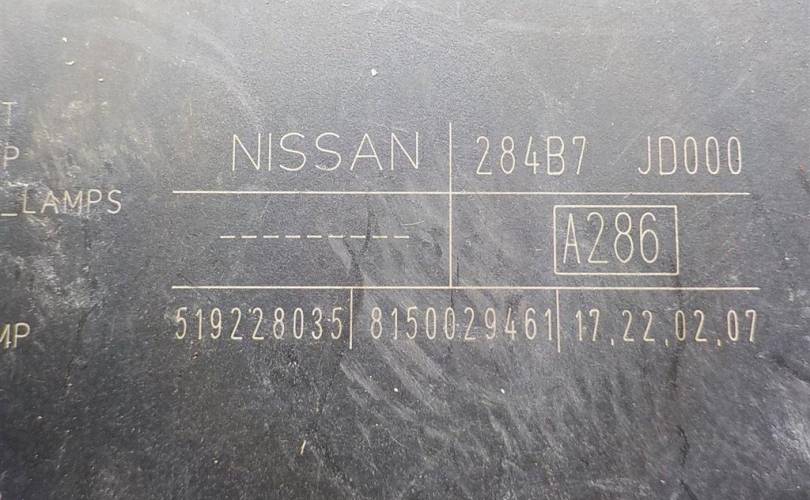 T
NISSAN 284B7 JD000
P
_LAMPS
--------- A286
519228035 8150029461 17.22.02.07
MP